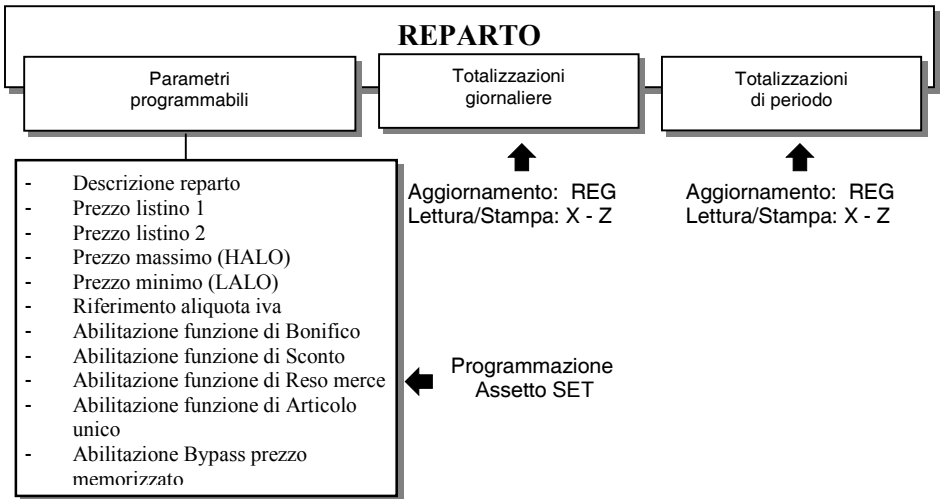 REPARTO
Parametri
programmabili
Totalizzazioni
giornaliere
Totalizzazioni
di periodo
- Descrizione reparto
- Prezzo listino 1
- Prezzo listino 2
- Prezzo massimo (HALO)
- Prezzo minimo (LALO)
- Riferimento aliquota iva
- Abilitazione funzione di Bonifico
- Abilitazione funzione di Sconto
- Abilitazione funzione di Reso merce
- Abilitazione funzione di Articolo
unico
- Abilitazione Bypass prezzo
memorizzato
Aggiornamento: REG
Lettura/Stampa: X - Z
Aggiornamento: REG
Lettura/Stampa: X - Z
Programmazione
Assetto SET